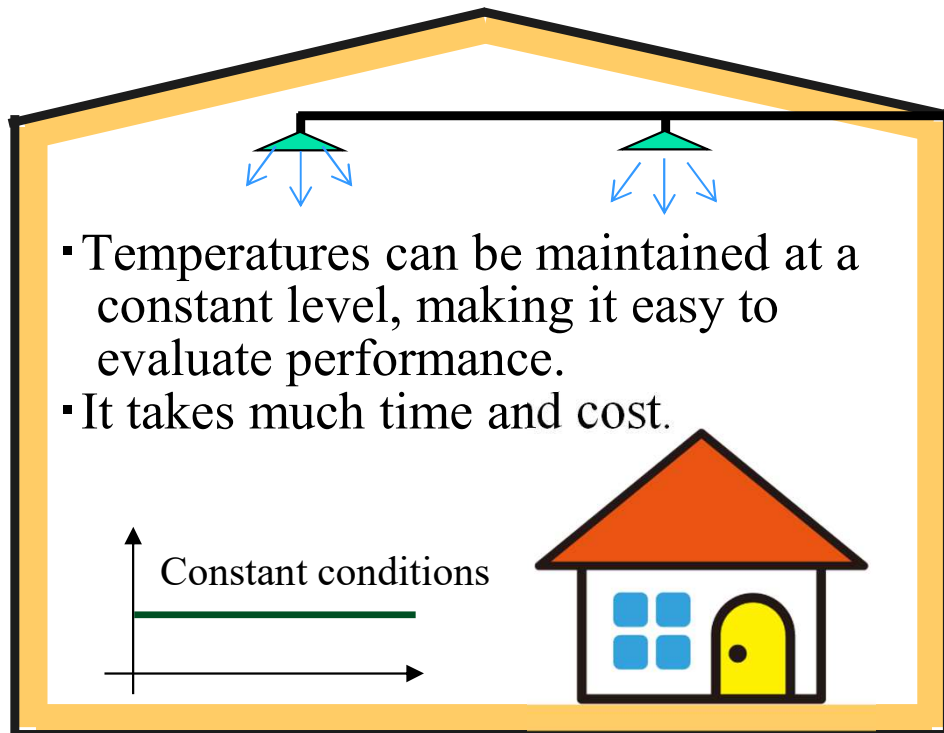 ▪Temperatures can be maintained at a
constant level, making it easy to
evaluate performance.
▪It takes much time and cost.
Constant conditions